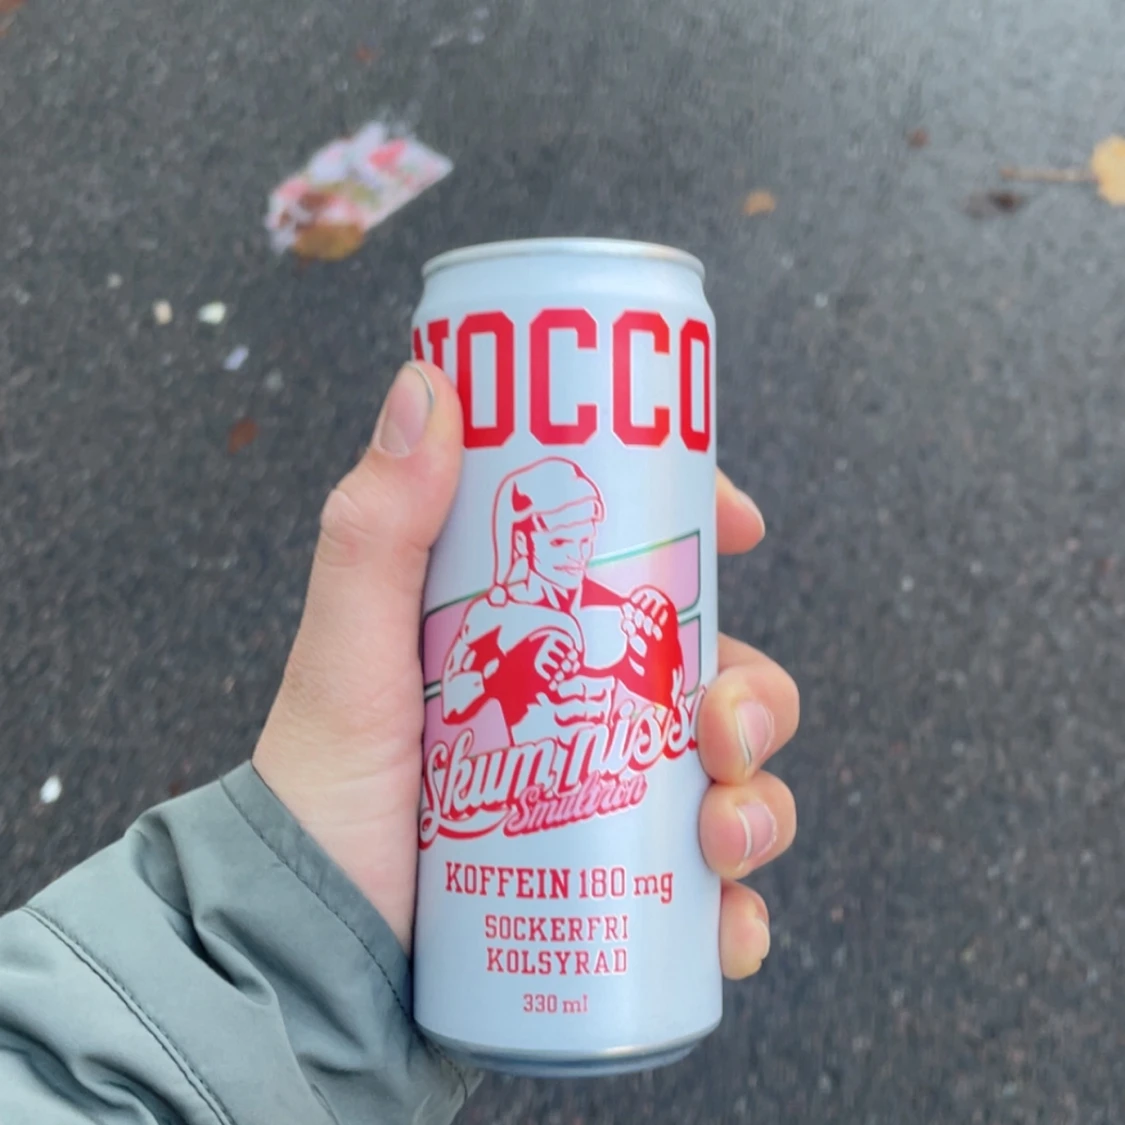 NOCCO
Skumnisse
Smultron
KOFFEIN 180 mg
SOCKERFRI
KOLSYRAD
330 ml